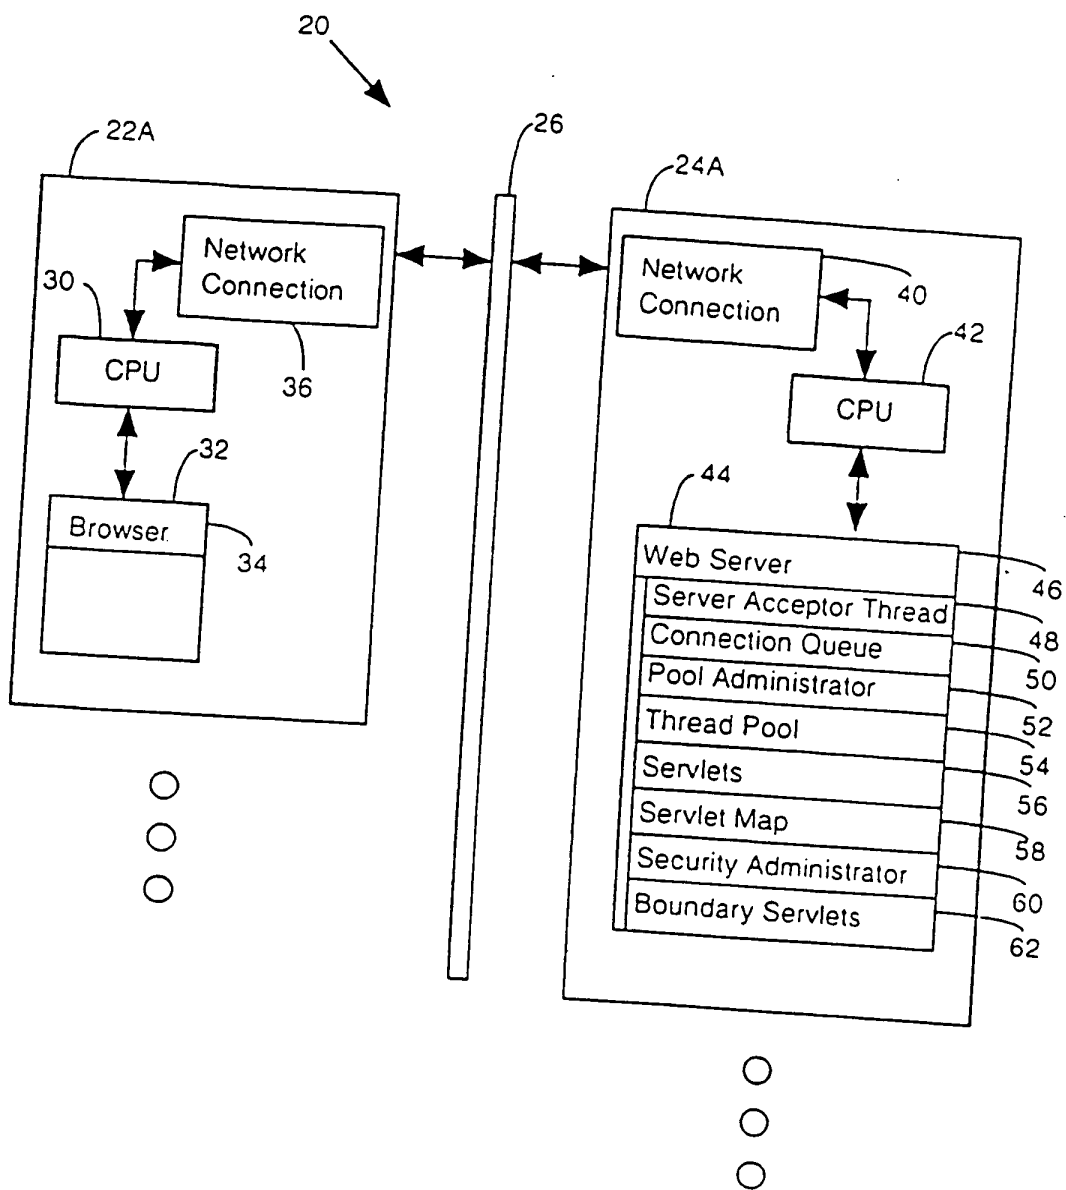 20
22A
26
24A
Network
Connection
30
36
CPU
32
Browser
34
Network
Connection
40
42
CPU
44
Web Server
46
Server Acceptor Thread
48
Connection Queue
50
Pool Administrator
52
Thread Pool
54
Servlets
56
Servlet Map
58
Security Administrator
60
Boundary Servlets
62